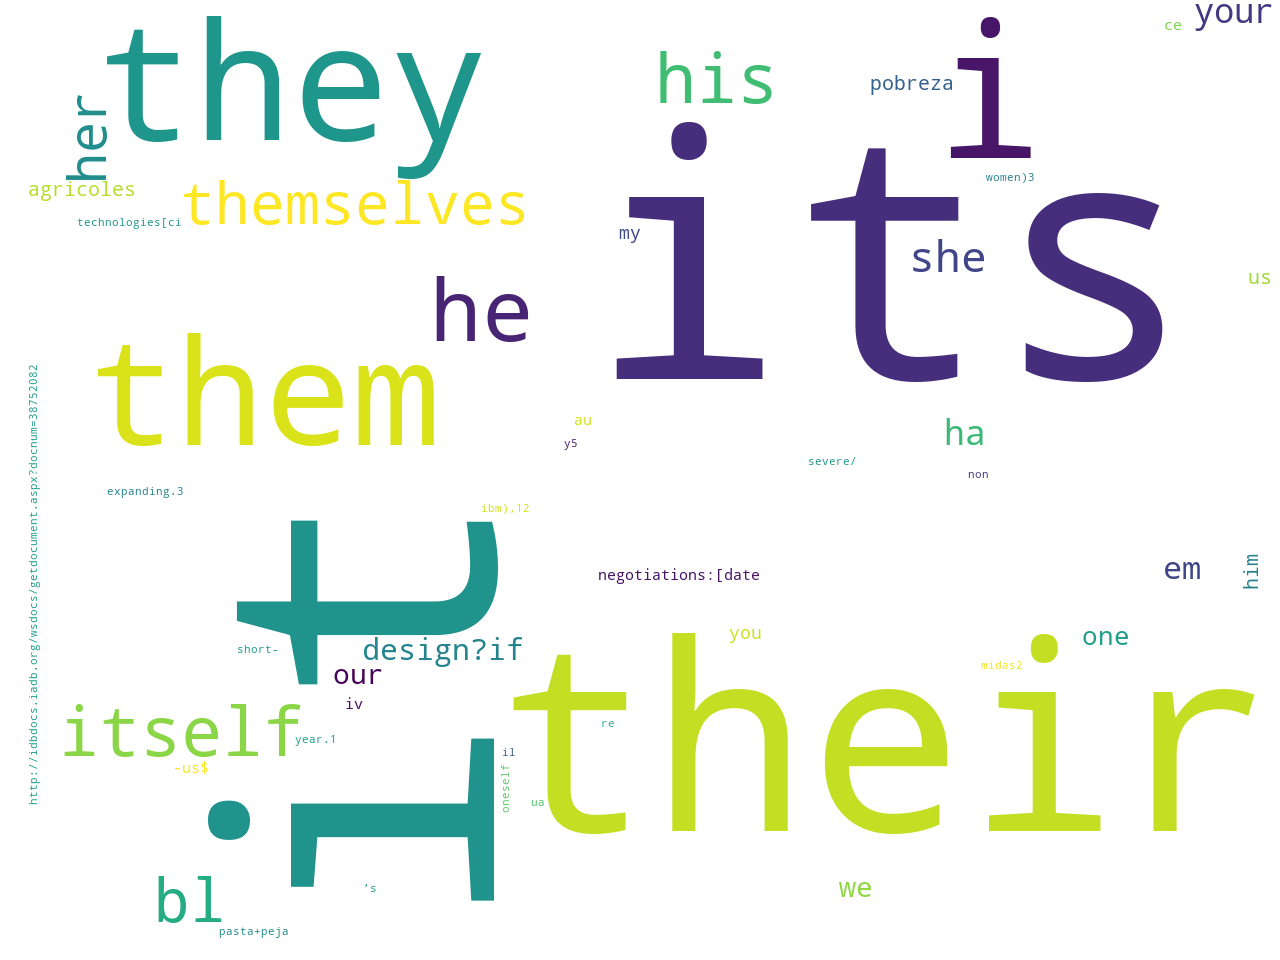 they
his
i
ce
your
pobreza
her
agricoles
themselves
technologies[ci
its
women)3
my
she
us
he
them
au
y5
ha
severe/
non
http://idbdocs.iadb.org/wsdocs/getdocument.aspx?docnum=38752082
expanding.3
ibm),12
it
negotiations:[date
em
him
short-
design?if
you
one
their
midas2
our
iv
itself
year.1
re
il
-us$
oneself
ua
bl
's
we
pasta+peja